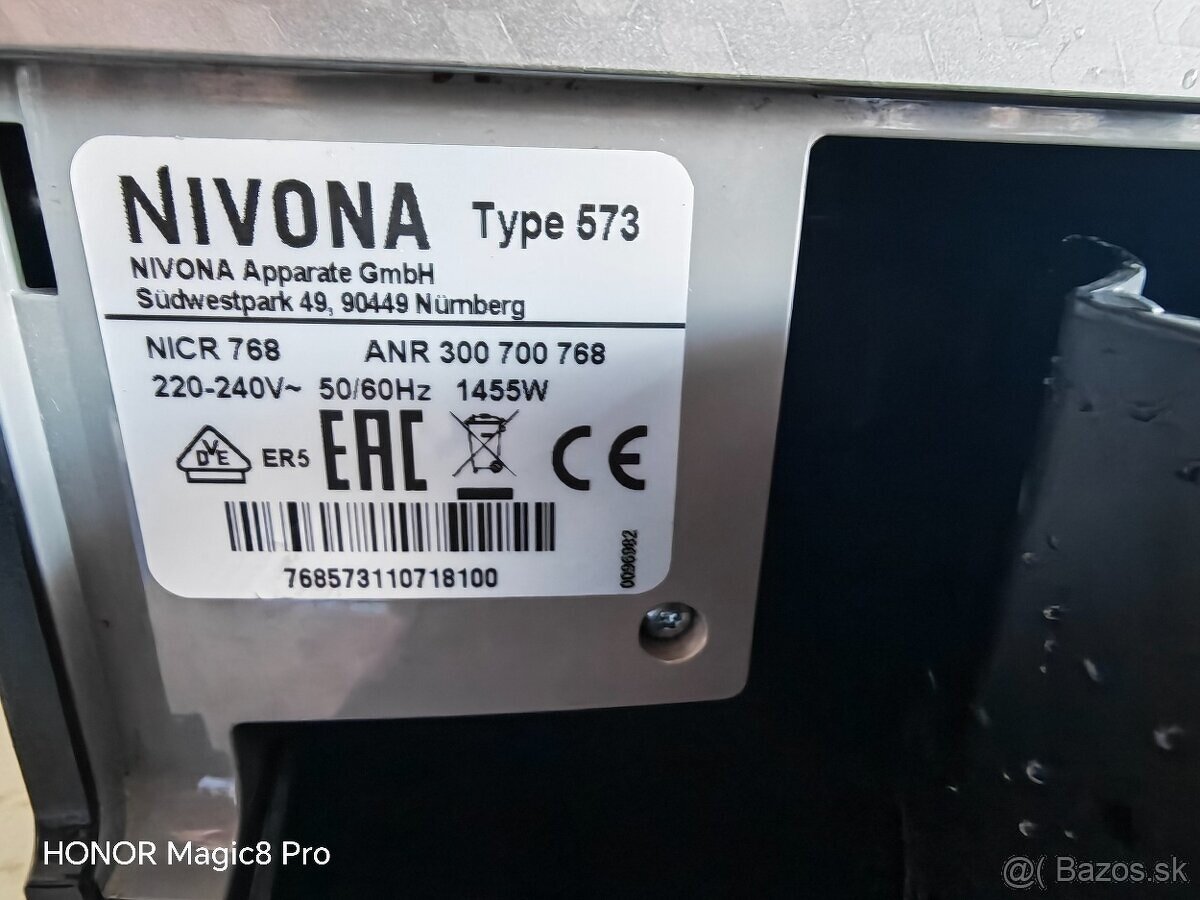 NIVONA Type 573
NIVONA Apparate GmbH
Südwestpark 49, 90449 Nürnberg
NICR 768 ANR 300 700 768
220-240V~ 50/60Hz 1455W
DVE ER5 EAC CE
768573110718100
0096982
HONOR Magic8 Pro
@( Bazos.sk